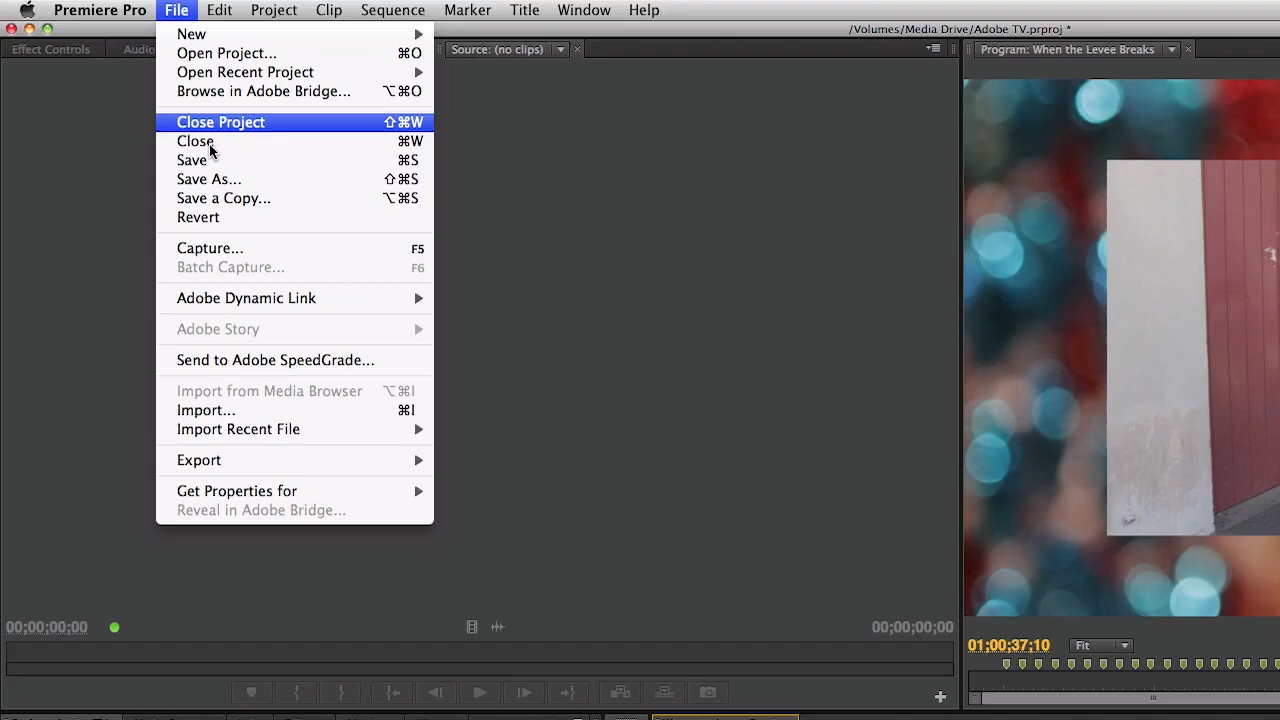 Premiere Pro File Edit Project Clip Sequence Marker Title Window Help
/Volumes/Media Drive/Adobe TV.prproj *
Effect Controls Audio Source: (no clips) Program: When the Levee Breaks
New
Open Project... ⌘O
Open Recent Project
Browse in Adobe Bridge... ⌥⌘O
Close Project ⇧⌘W
Close ⌘W
Save ⌘S
Save As... ⇧⌘S
Save a Copy... ⌥⌘S
Revert
Capture... F5
Batch Capture... F6
Adobe Dynamic Link
Adobe Story
Send to Adobe SpeedGrade...
Import from Media Browser ⌥⌘I
Import... ⌘I
Import Recent File
Export
Get Properties for
Reveal in Adobe Bridge...
00;00;00;00 00;00;00;00
01;00;37;10 Fit